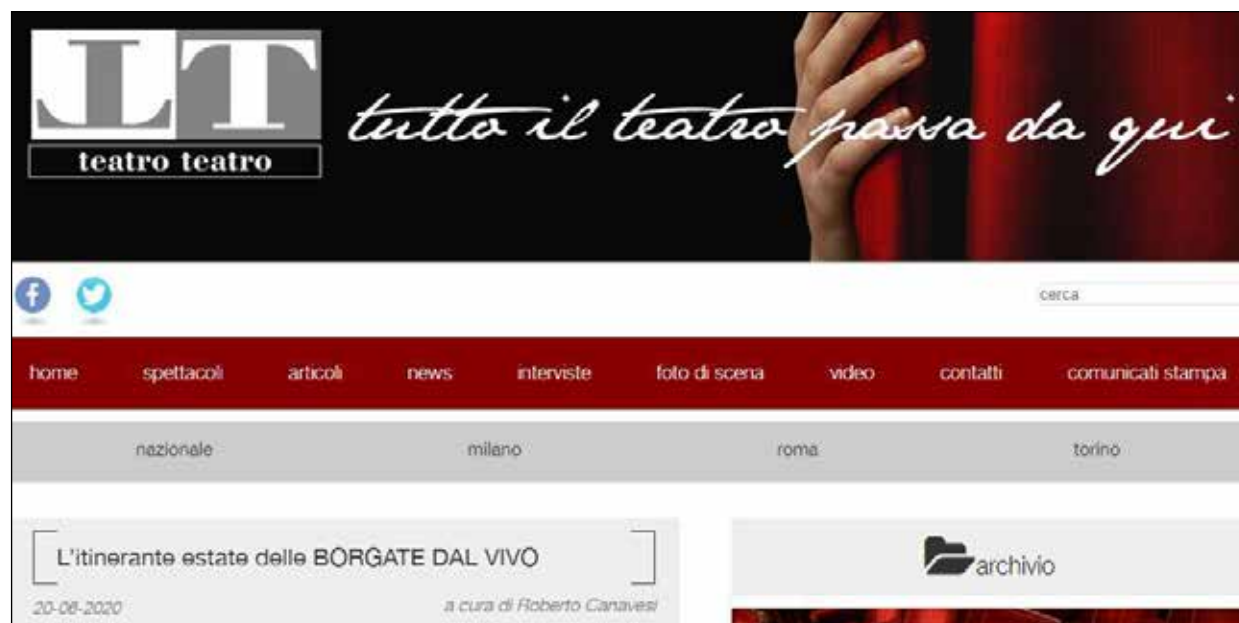 teatro teatro
tutto il teatro passa da qui
cerca
home spettacoli articoli news interviste foto di scena video contatti comunicati stampa
nazionale milano roma torino
L'itinerante estate delle BORGATE DAL VIVO
archivio
20-08-2020 a cura di Roberto Canavesi